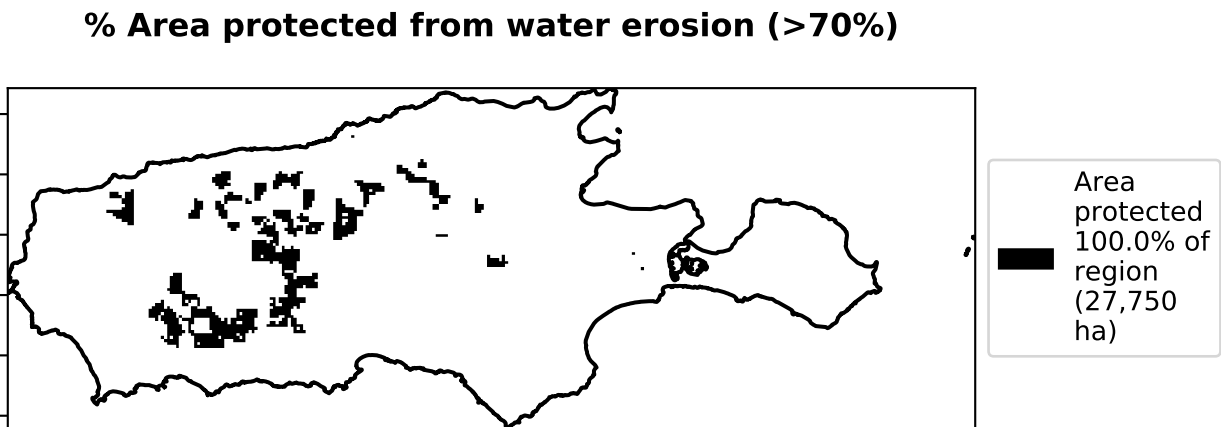 % Area protected from water erosion (>70%)
Area
protected
100.0% of
region
(27,750
ha)